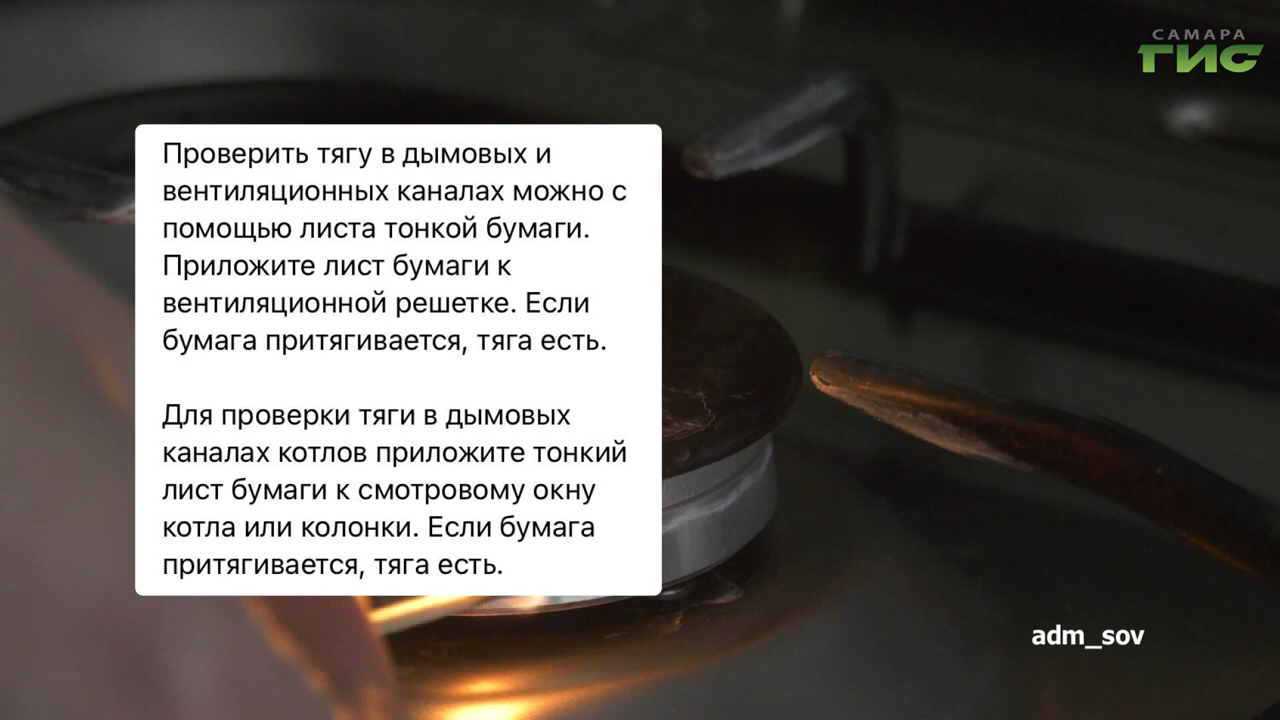 САМАРА
ГИС
Проверить тягу в дымовых и
вентиляционных каналах можно с
помощью листа тонкой бумаги.
Приложите лист бумаги к
вентиляционной решетке. Если
бумага притягивается, тяга есть.
Для проверки тяги в дымовых
каналах котлов приложите тонкий
лист бумаги к смотровому окну
котла или колонки. Если бумага
притягивается, тяга есть.
adm_sov